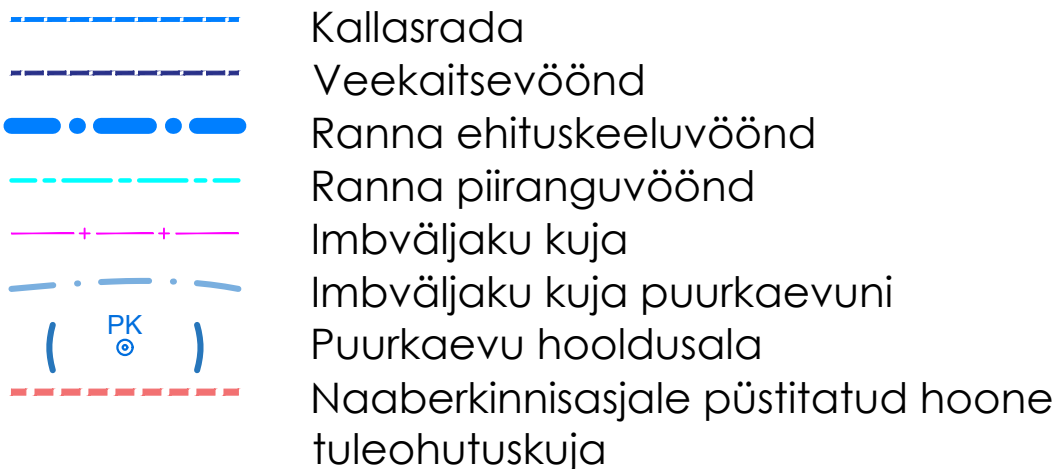 Kallasrada
Veekaitsevöönd
Ranna ehituskeeluvöönd
Ranna piiranguvöönd
Imbväljaku kuja
Imbväljaku kuja puurkaevuni
PK
Puurkaevu hooldusala
Naaberkinnisasjale püstitatud hoone
tuleohutuskuja